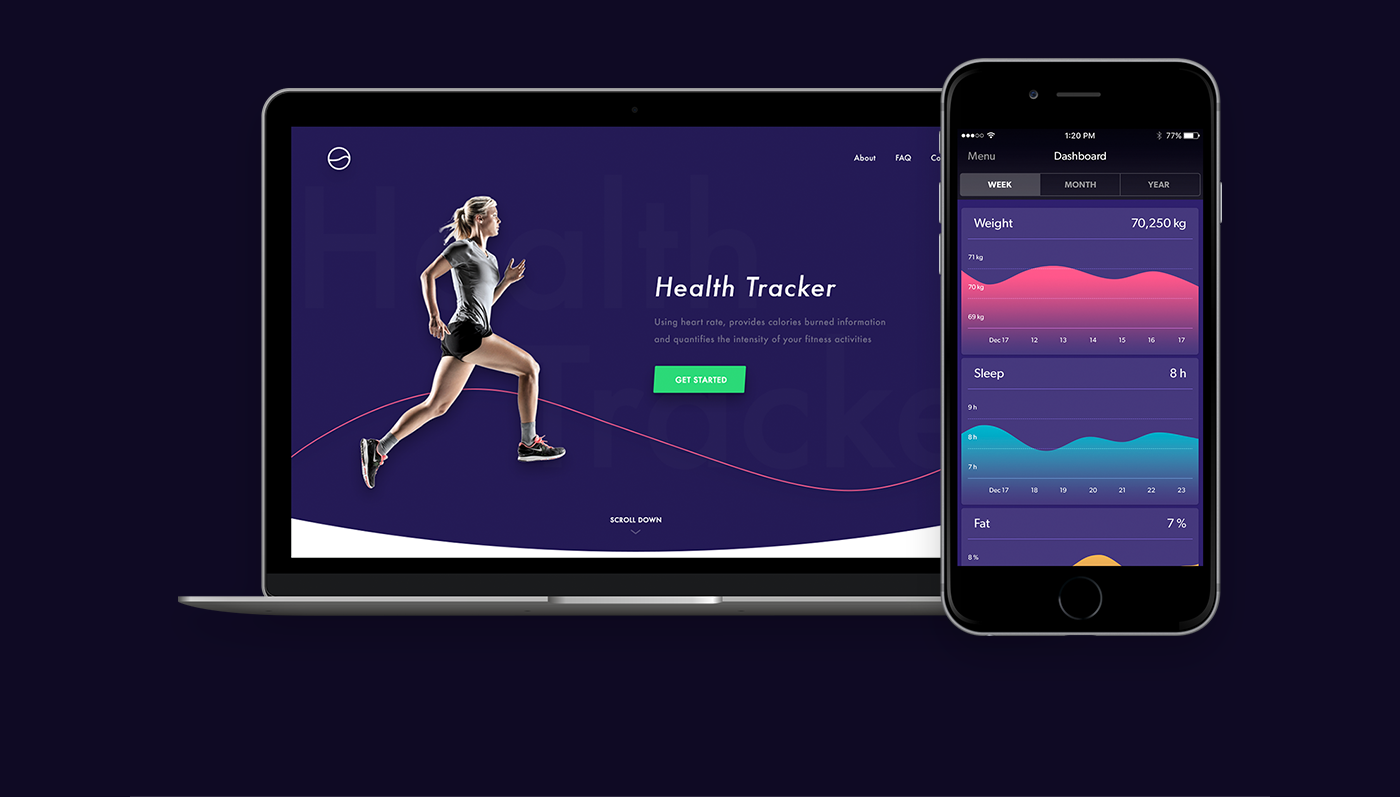 Health
Tracke
About FAQ Co
Health Tracker
Using heart rate, provides calories burned information
and quantifies the intensity of your fitness activities
GET STARTED
SCROLL DOWN
1:20 PM 77%
Menu Dashboard
WEEK MONTH YEAR
Weight 70,250 kg
71 kg
70 kg
69 kg
Dec 17 12 13 14 15 16 17
Sleep 8 h
9 h
8 h
7 h
Dec 17 18 19 20 21 22 23
Fat 7 %
8 %